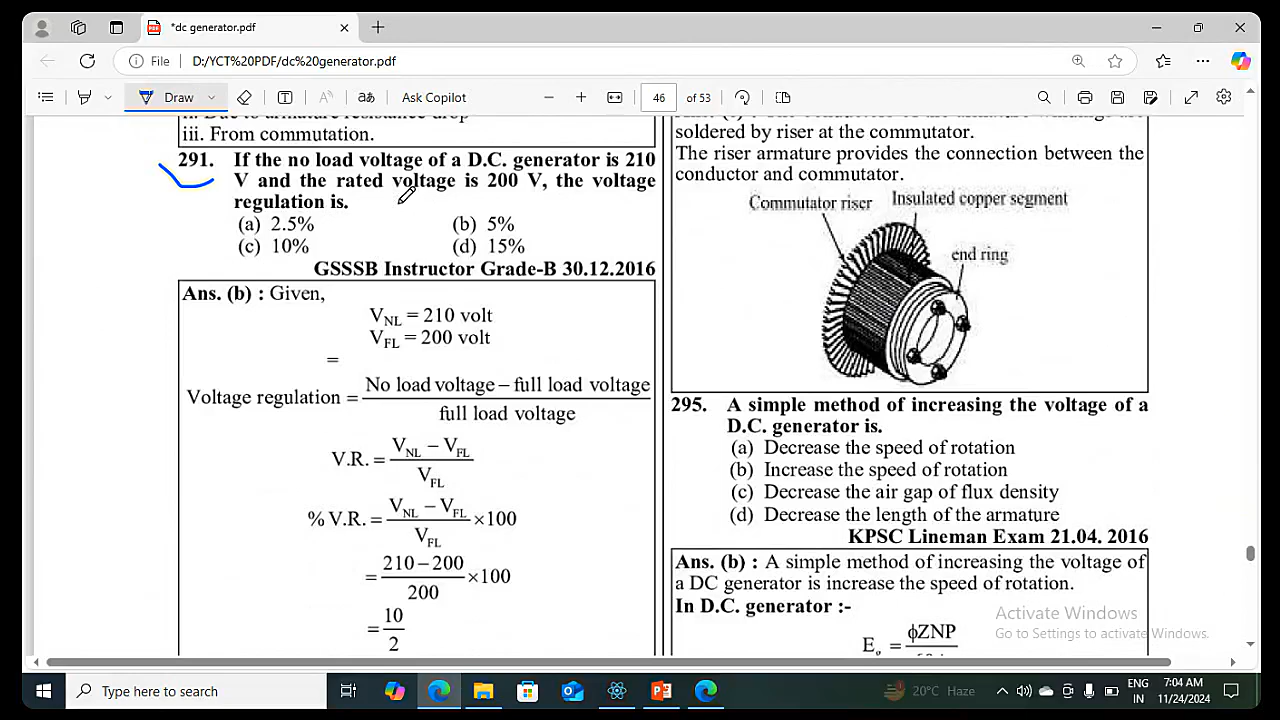 *dc generator.pdf
File
D:/YCT%20PDF/dc%20generator.pdf
Draw
Ask Copilot
46 of 53
ii. Due to armature resistance drop
iii. From commutation.
291. If the no load voltage of a D.C. generator is 210
V and the rated voltage is 200 V, the voltage
regulation is.
(a) 2.5% (b) 5%
(c) 10% (d) 15%
GSSSB Instructor Grade-B 30.12.2016
Ans. (b) : Given,
V_NL = 210 volt
V_FL = 200 volt
=
Voltage regulation = No load voltage – full load voltage
full load voltage
V.R. = V_NL – V_FL
V_FL
% V.R. = V_NL – V_FL ×100
V_FL
= 210 – 200 ×100
200
= 10
2
soldered by riser at the commutator.
The riser armature provides the connection between the
conductor and commutator.
Commutator riser Insulated copper segment
end ring
295. A simple method of increasing the voltage of a
D.C. generator is.
(a) Decrease the speed of rotation
(b) Increase the speed of rotation
(c) Decrease the air gap of flux density
(d) Decrease the length of the armature
KPSC Lineman Exam 21.04. 2016
Ans. (b) : A simple method of increasing the voltage of
a DC generator is increase the speed of rotation.
In D.C. generator :-
E = ϕZNP
Activate Windows
Go to Settings to activate Windows.
Type here to search
20°C Haze
ENG
IN
7:04 AM
11/24/2024